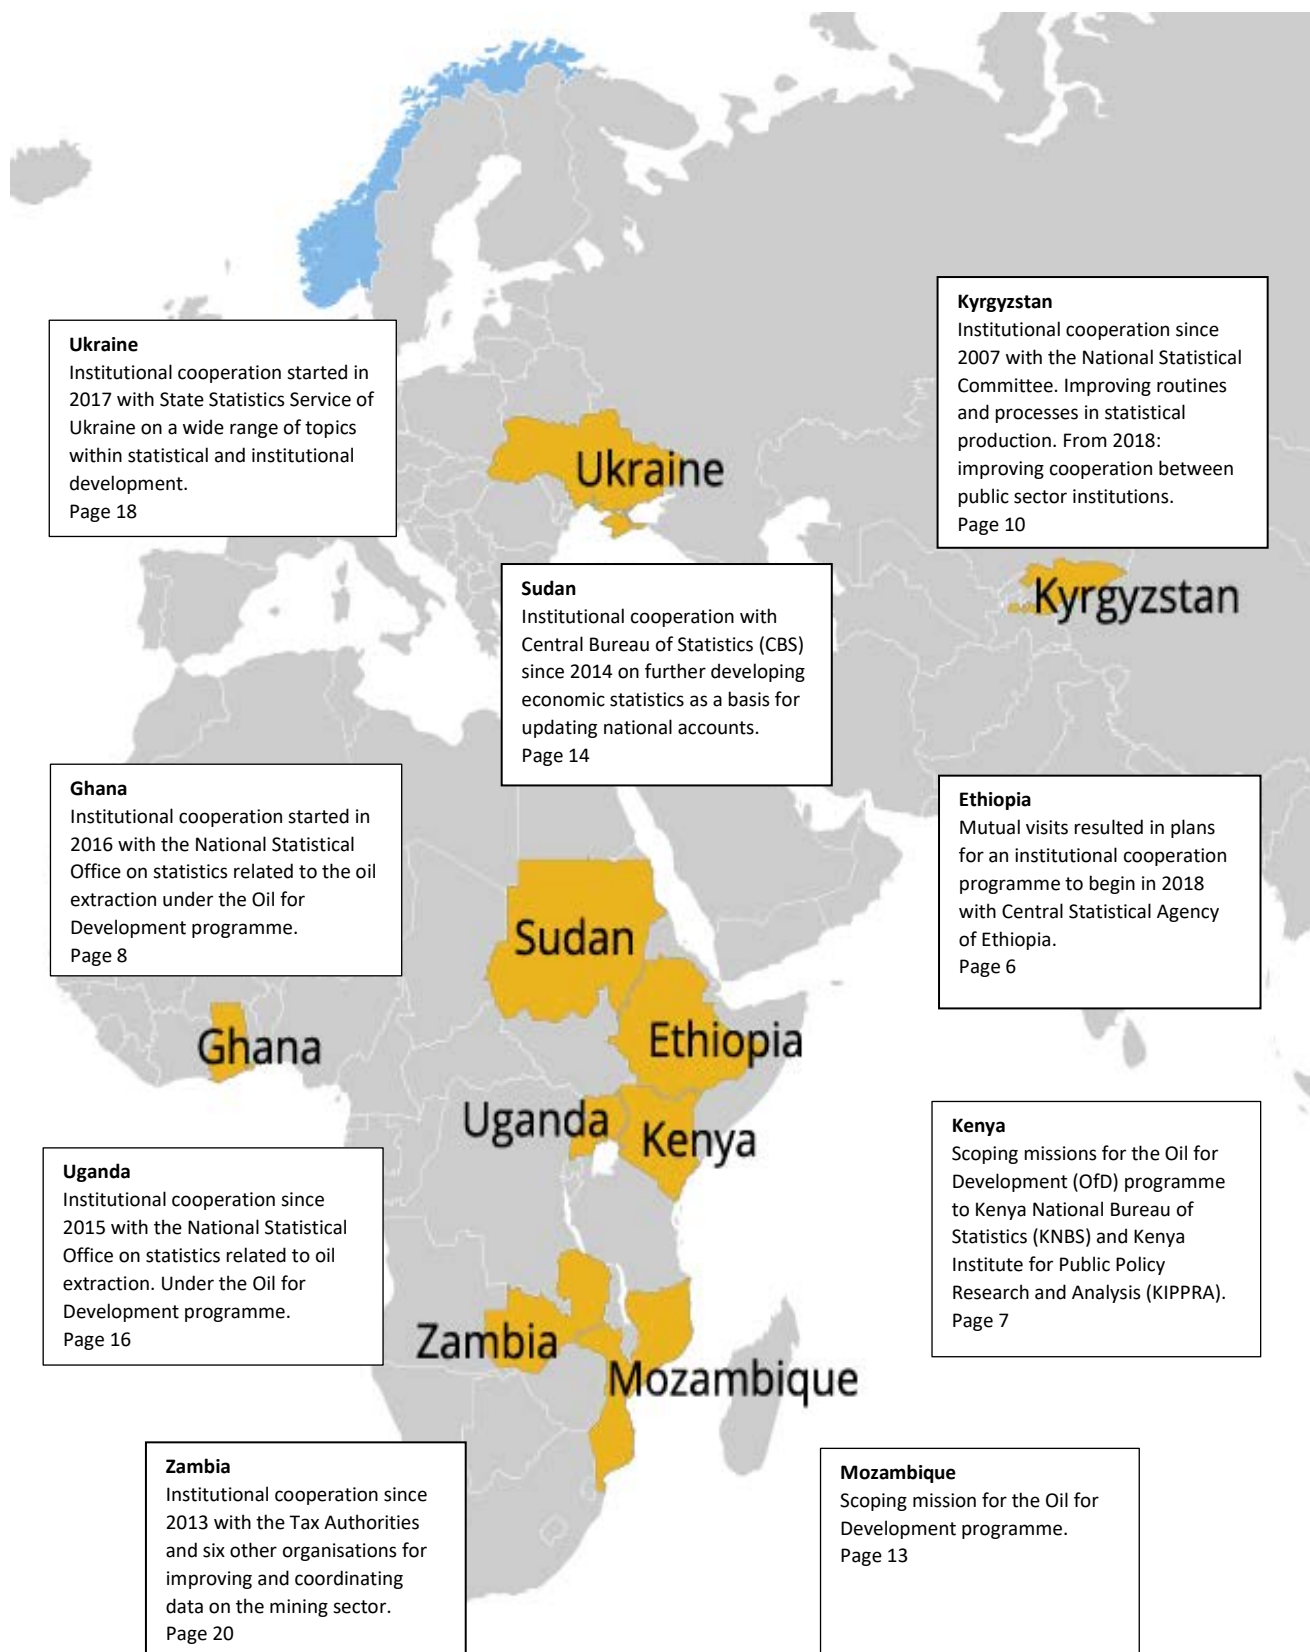 Ukraine
Institutional cooperation started in
2017 with State Statistics Service of
Ukraine on a wide range of topics
within statistical and institutional
development.
Page 18
Kyrgyzstan
Institutional cooperation since
2007 with the National Statistical
Committee. Improving routines
and processes in statistical
production. From 2018:
improving cooperation between
public sector institutions.
Page 10
Ukraine
Kyrgyzstan
Sudan
Institutional cooperation with
Central Bureau of Statistics (CBS)
since 2014 on further developing
economic statistics as a basis for
updating national accounts.
Page 14
Ghana
Institutional cooperation started in
2016 with the National Statistical
Office on statistics related to the oil
extraction under the Oil for
Development programme.
Page 8
Ethiopia
Mutual visits resulted in plans
for an institutional cooperation
programme to begin in 2018
with Central Statistical Agency
of Ethiopia.
Page 6
Sudan
Ghana
Ethiopia
Uganda
Kenya
Uganda
Institutional cooperation since
2015 with the National Statistical
Office on statistics related to oil
extraction. Under the Oil for
Development programme.
Page 16
Kenya
Scoping missions for the Oil for
Development (OfD) programme
to Kenya National Bureau of
Statistics (KNBS) and Kenya
Institute for Public Policy
Research and Analysis (KIPPRA).
Page 7
Zambia
Mozambique
Zambia
Institutional cooperation since
2013 with the Tax Authorities
and six other organisations for
improving and coordinating
data on the mining sector.
Page 20
Mozambique
Scoping mission for the Oil for
Development programme.
Page 13